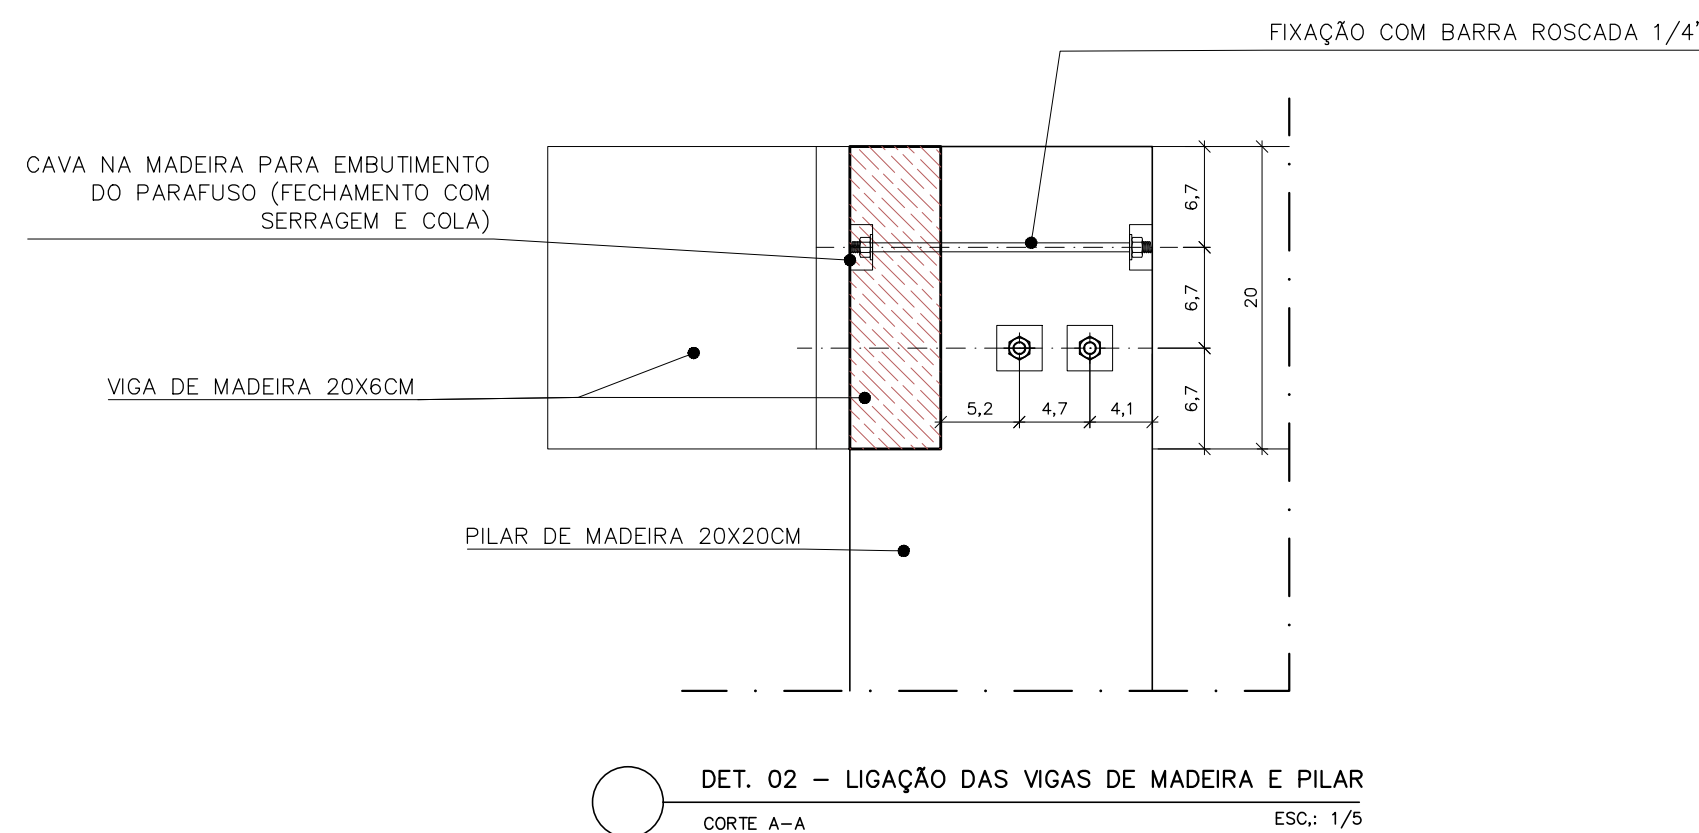 FIXAÇÃO COM BARRA ROSCADA 1/4"
CAVA NA MADEIRA PARA EMBUTIMENTO
DO PARAFUSO (FECHAMENTO COM
SERRAGEM E COLA)
6,7
6,7
20
VIGA DE MADEIRA 20X6CM
6,7
5,2
4,7
4,1
PILAR DE MADEIRA 20X20CM
DET. 02 – LIGAÇÃO DAS VIGAS DE MADEIRA E PILAR
CORTE A–A
ESC,: 1/5